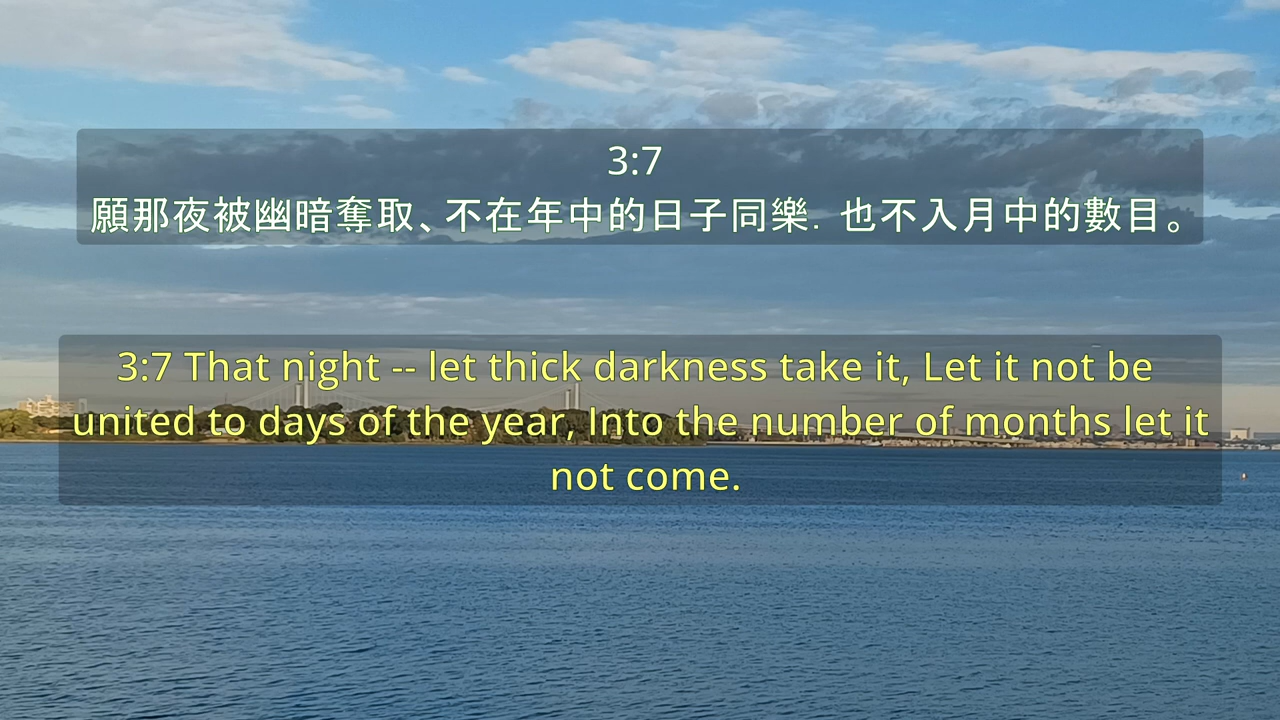 3:7
願那夜被幽暗奪取、不在年中的日子同樂. 也不入月中的數目。
3:7 That night -- let thick darkness take it, Let it not be
united to days of the year, Into the number of months let it
not come.